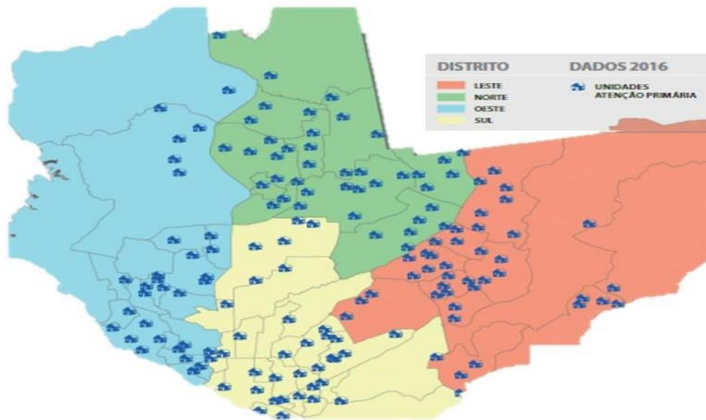 DISTRITO
LESTE
NORTE
OESTE
SUL
DADOS 2016
UNIDADES
ATENÇÃO PRIMÁRIA